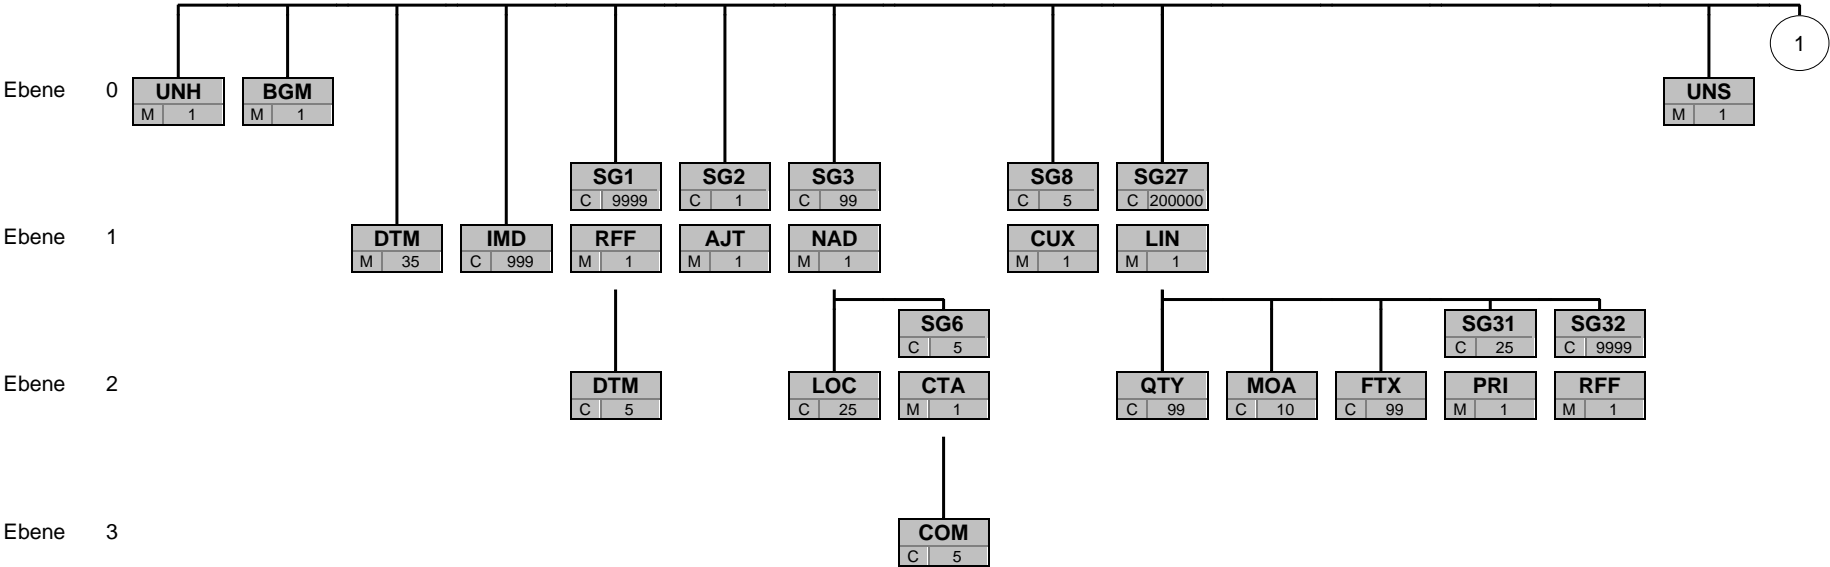 1
Ebene 0 UNH BGM UNS
M 1 M 1 M 1
SG1 SG2 SG3 SG8 SG27
C 9999 C 1 C 99 C 5 C 200000
Ebene 1 DTM IMD RFF AJT NAD CUX LIN
M 35 C 999 M 1 M 1 M 1 M 1 M 1
SG6 SG31 SG32
C 5 C 25 C 9999
Ebene 2 DTM LOC CTA QTY MOA FTX PRI RFF
C 5 C 25 M 1 C 99 C 10 C 99 M 1 M 1
Ebene 3 COM
C 5